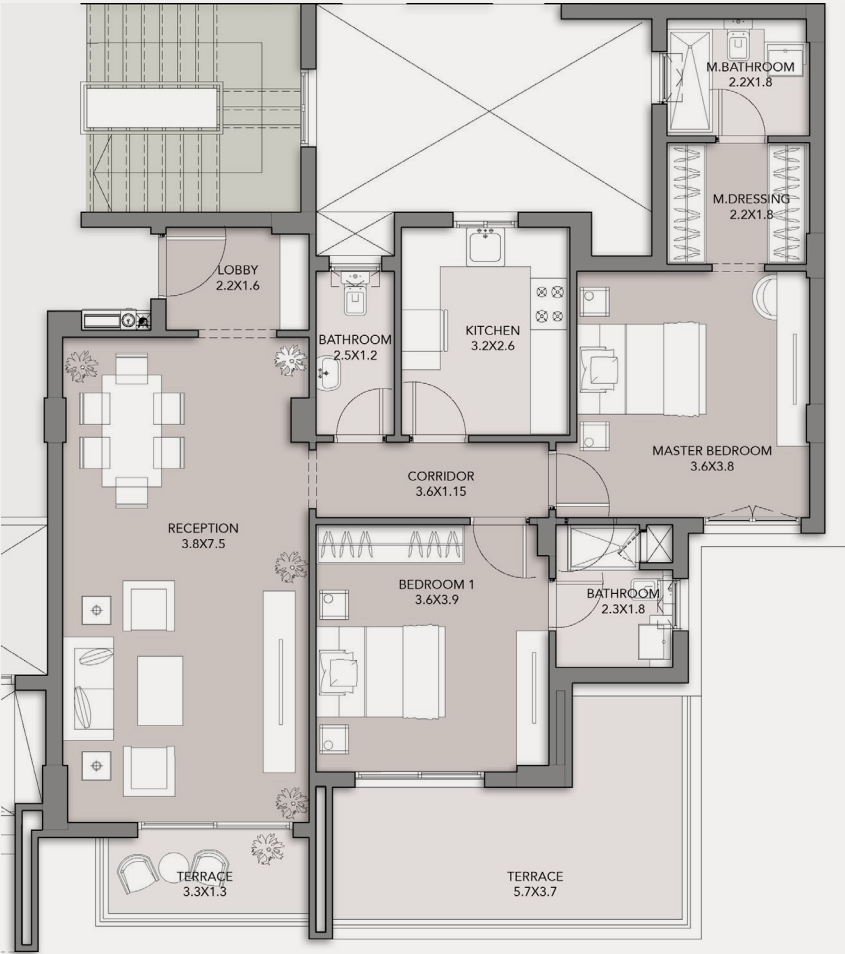 M.BATHROOM
2.2X1.8
M.DRESSING
2.2X1.8
LOBBY
2.2X1.6
BATHROOM
2.5X1.2
KITCHEN
3.2X2.6
MASTER BEDROOM
3.6X3.8
CORRIDOR
3.6X1.15
RECEPTION
3.8X7.5
BEDROOM 1
3.6X3.9
BATHROOM
2.3X1.8
TERRACE
3.3X1.3
TERRACE
5.7X3.7